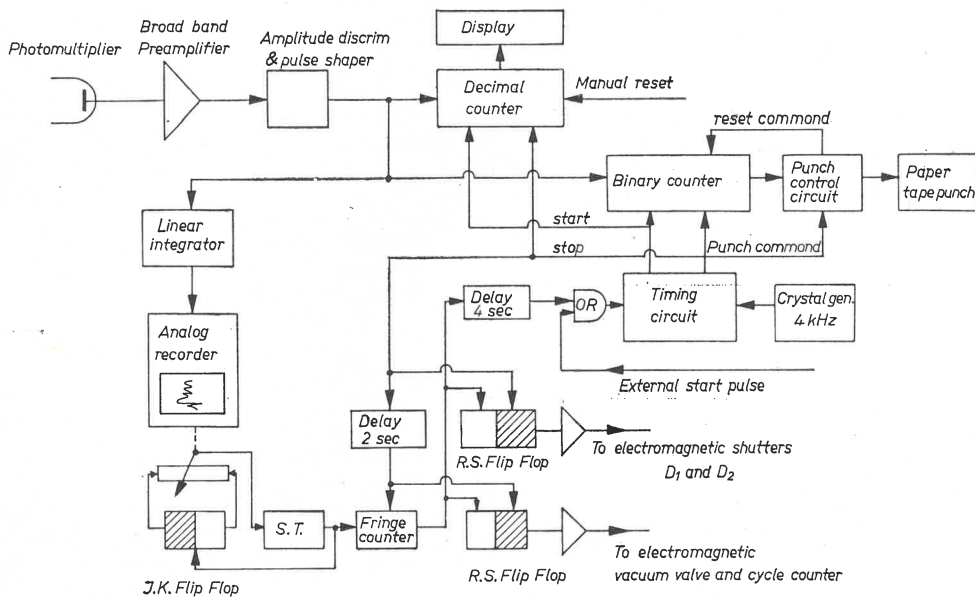 Photomultiplier
Broad band
Preamplifier
Amplitude discrim
& pulse shaper
Display
Decimal
counter
Manual reset
reset commond
Binary counter
Punch
control
circuit
Paper
tape punch
Linear
integrator
start
stop
Punch commond
Delay
4 sec
OR
Timing
circuit
Crystal gen.
4 kHz
Analog
recorder
External start pulse
Delay
2 sec
R.S. Flip Flop
To electromagnetic shutters
D1 and D2
S.T.
Fringe
counter
J.K. Flip Flop
R.S. Flip Flop
To electromagnetic
vacuum valve and cycle counter